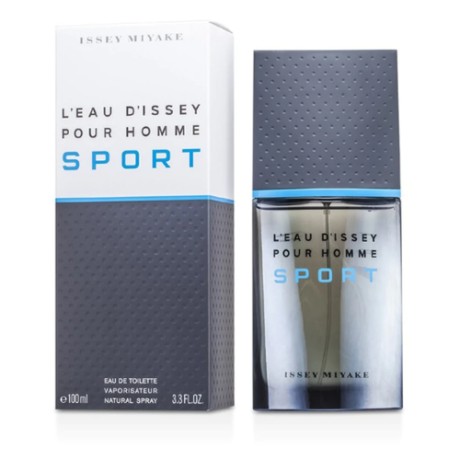 ISSEY MIYAKE
L'EAU D'ISSEY
POUR HOMME
SPORT
EAU DE TOILETTE
VAPORISATEUR
NATURAL SPRAY
℮100ml 3.3 FL.OZ.
L'EAU D'ISSEY
POUR HOMME
SPORT
ISSEY MIYAKE